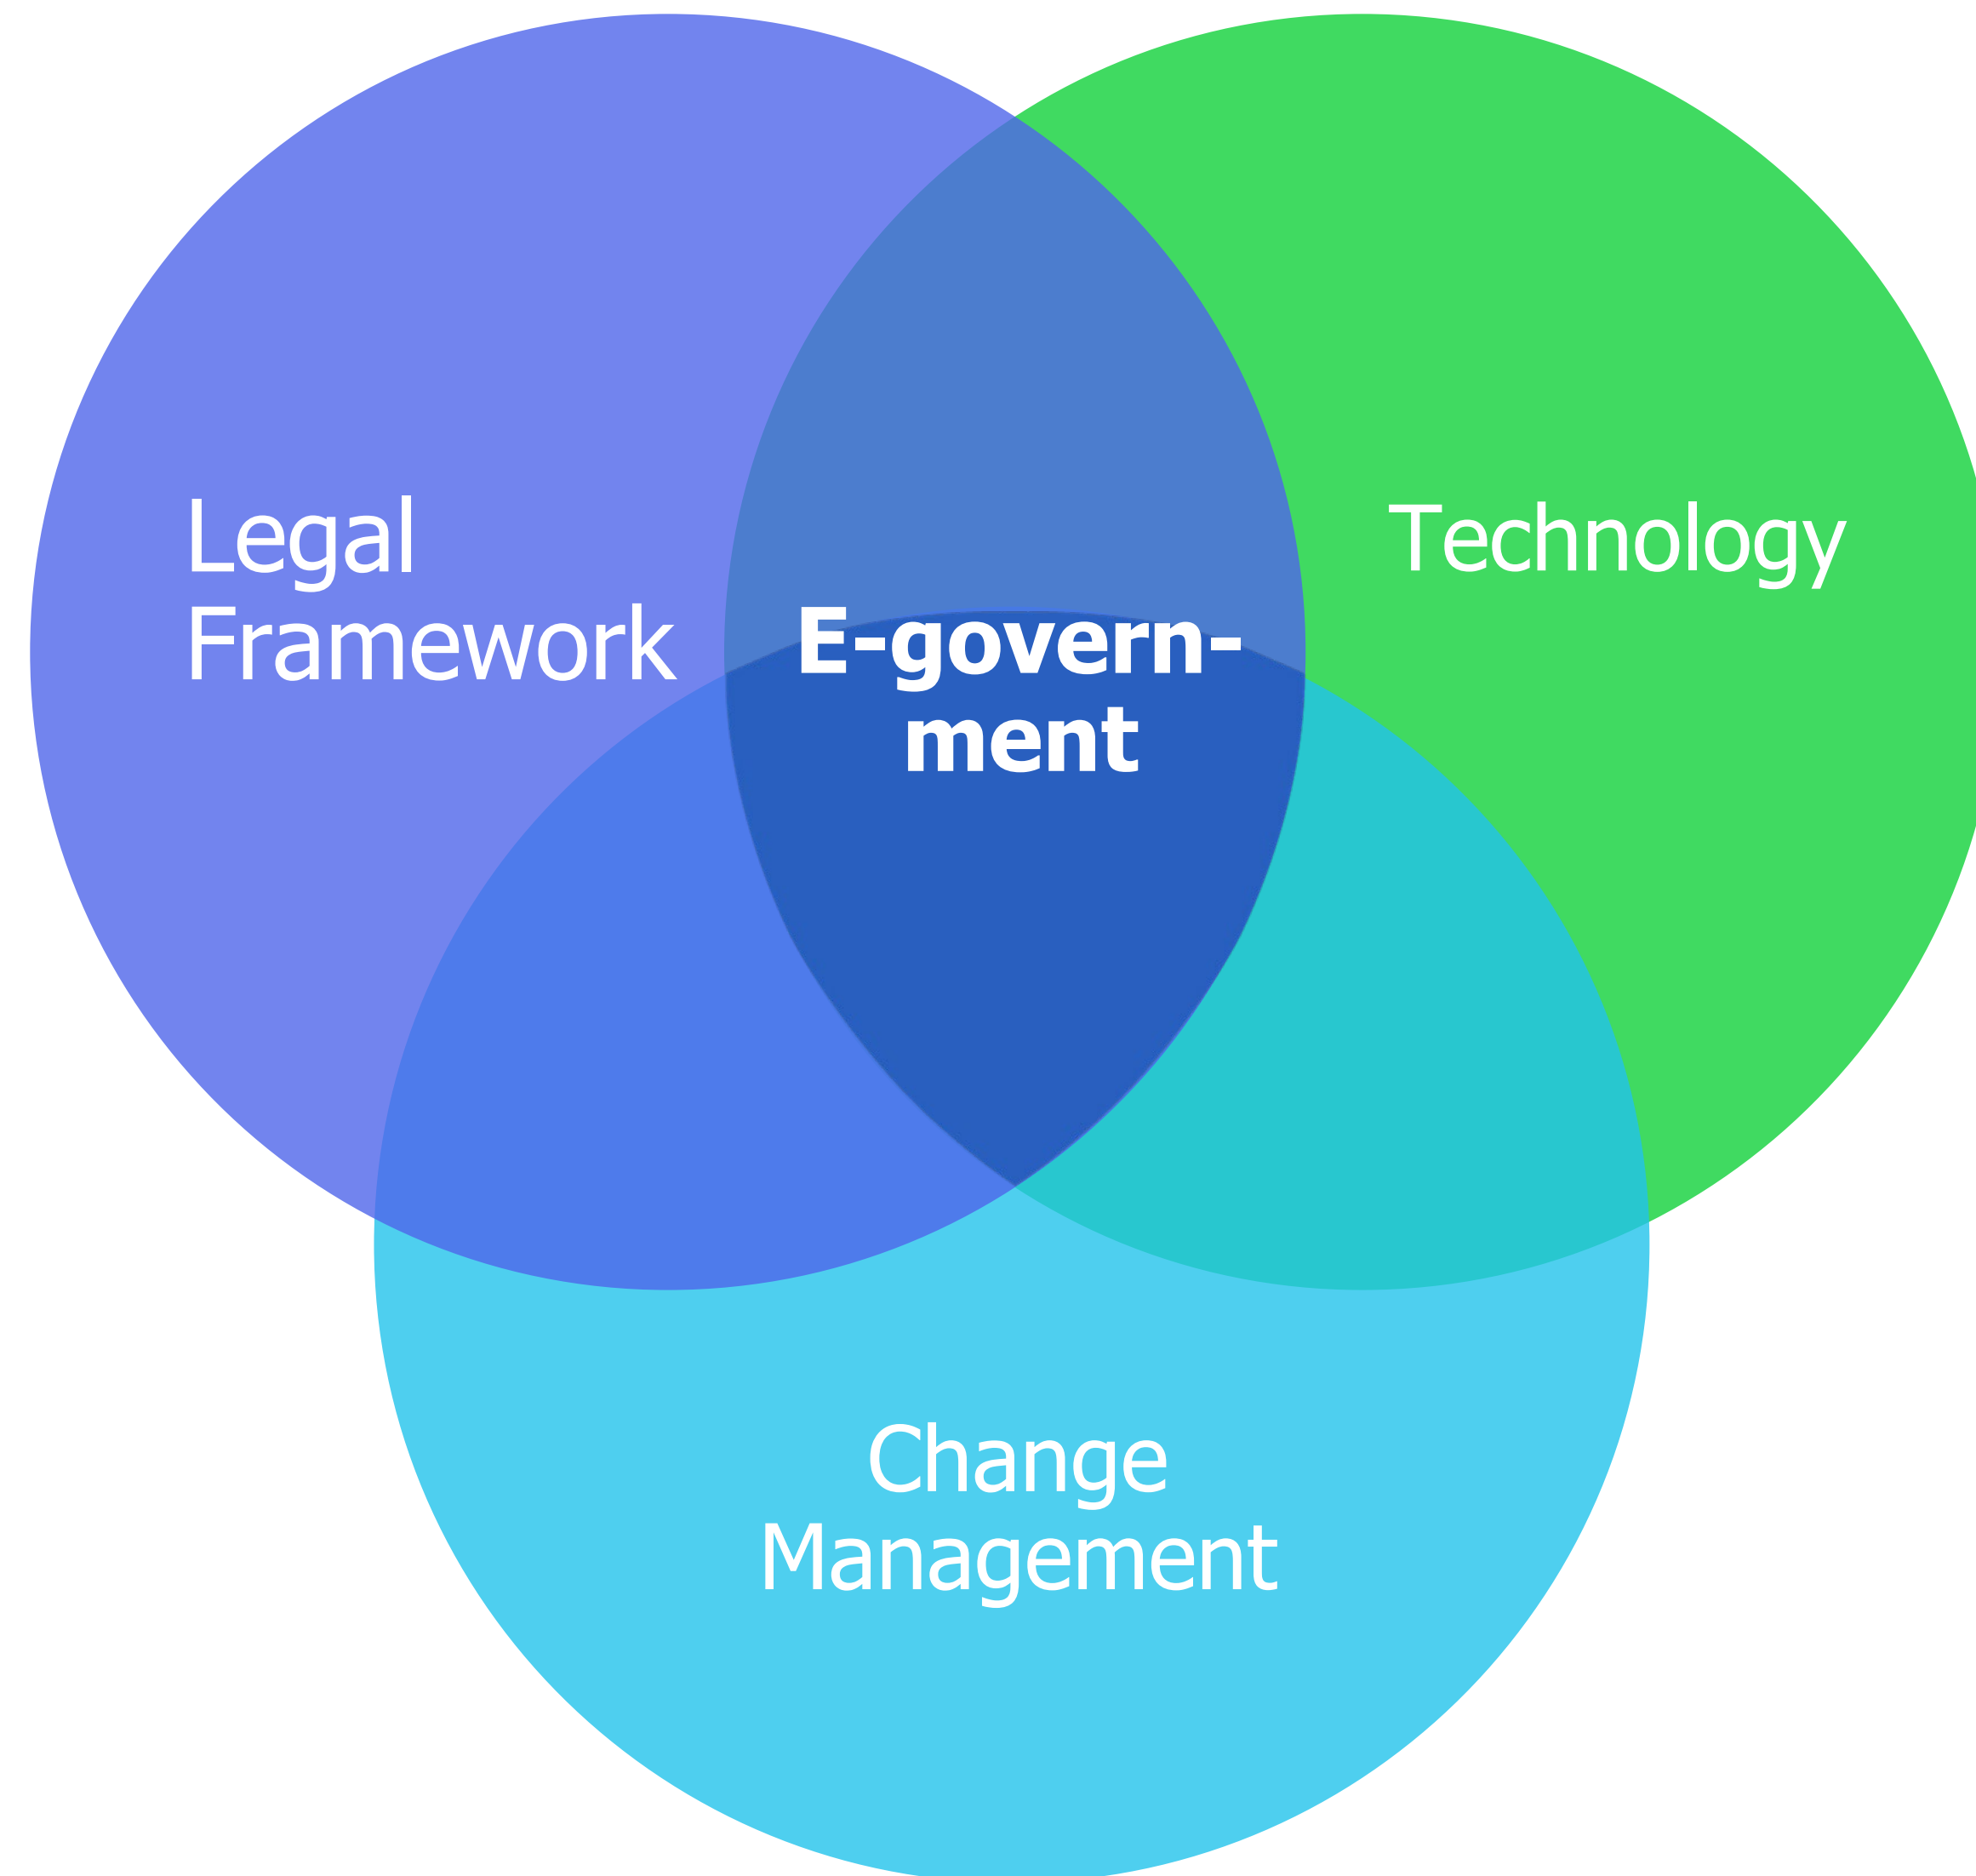 Legal
Framework
Technology
E-govern-
ment
Change
Management